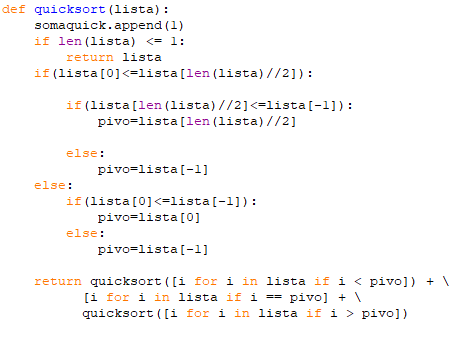 def quicksort(lista):
    somaquick.append(1)
    if len(lista) <= 1:
        return lista
    if(lista[0]<=lista[len(lista)//2]):
        if(lista[len(lista)//2]<=lista[-1]):
            pivo=lista[len(lista)//2]
        else:
            pivo=lista[-1]
    else:
        if(lista[0]<=lista[-1]):
            pivo=lista[0]
        else:
            pivo=lista[-1]
    return quicksort([i for i in lista if i < pivo]) + \
          [i for i in lista if i == pivo] + \
          quicksort([i for i in lista if i > pivo])